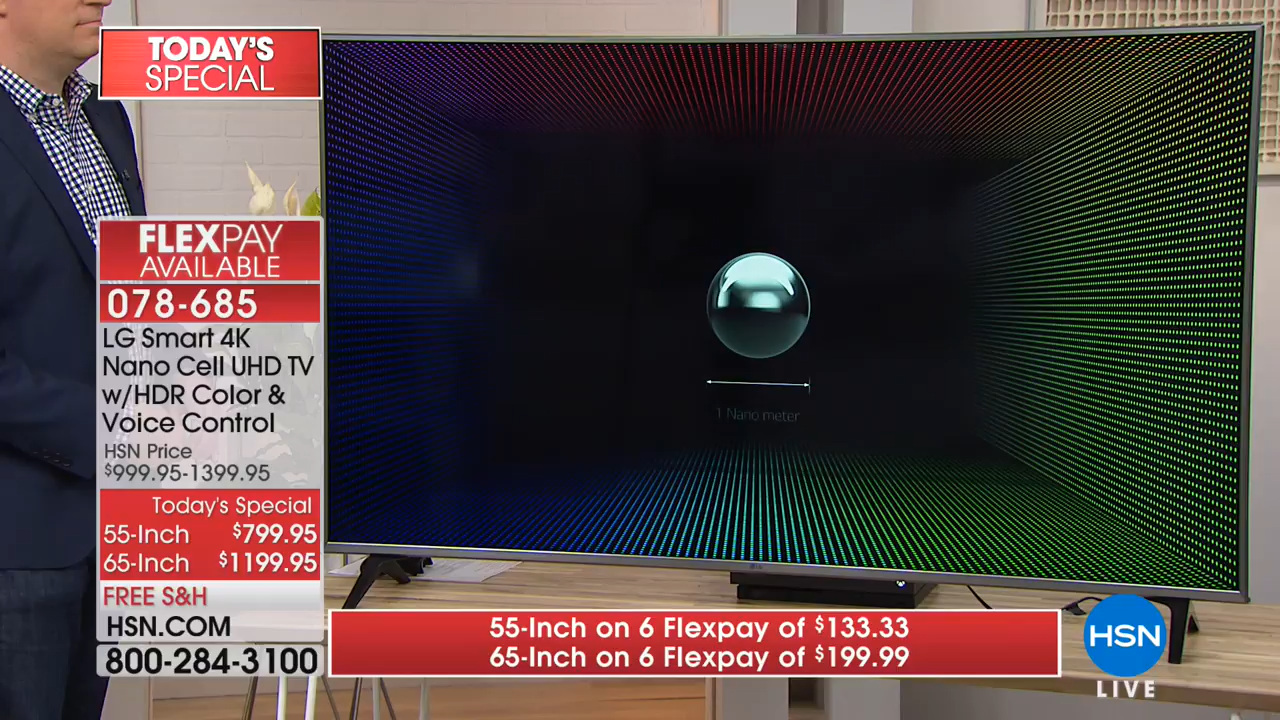 TODAY'S
SPECIAL
FLEXPAY
AVAILABLE
078-685
LG Smart 4K
Nano Cell UHD TV
w/HDR Color &
Voice Control
HSN Price
$999.95-1399.95
Today's Special
55-Inch $799.95
65-Inch $1199.95
FREE S&H
HSN.COM
800-284-3100
1 Nano meter
LG
55-Inch on 6 Flexpay of $133.33
65-Inch on 6 Flexpay of $199.99
HSN
LIVE